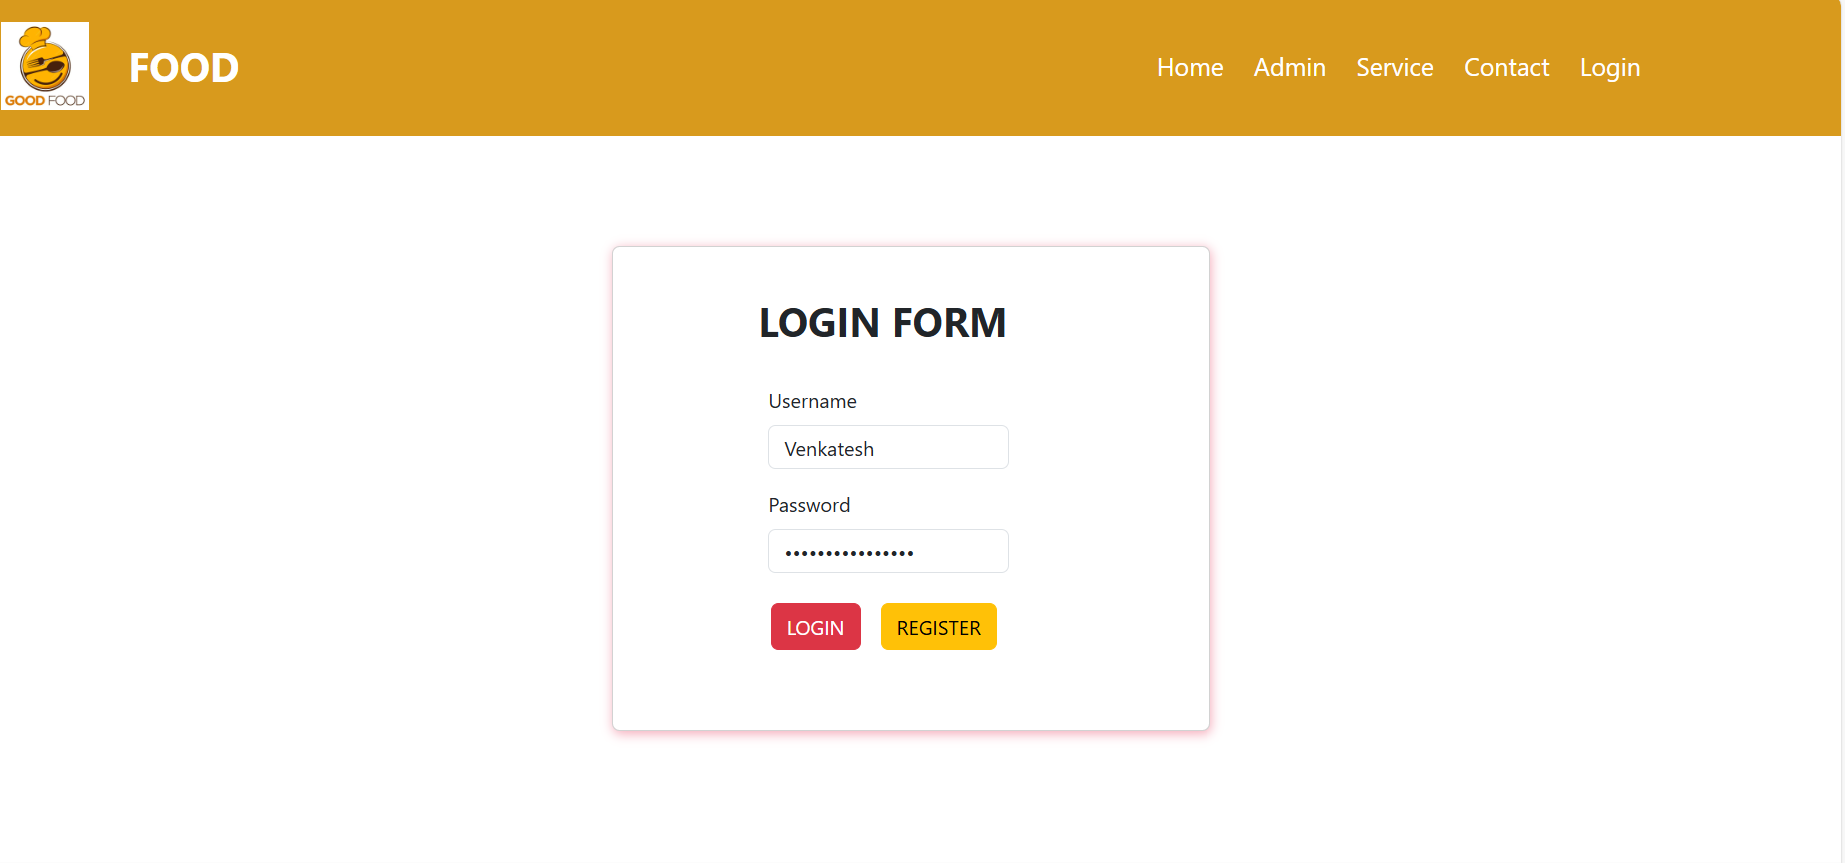 GOOD FOOD
FOOD
Home Admin Service Contact Login
LOGIN FORM
Username
Venkatesh
Password
••••••••••••••••
LOGIN REGISTER